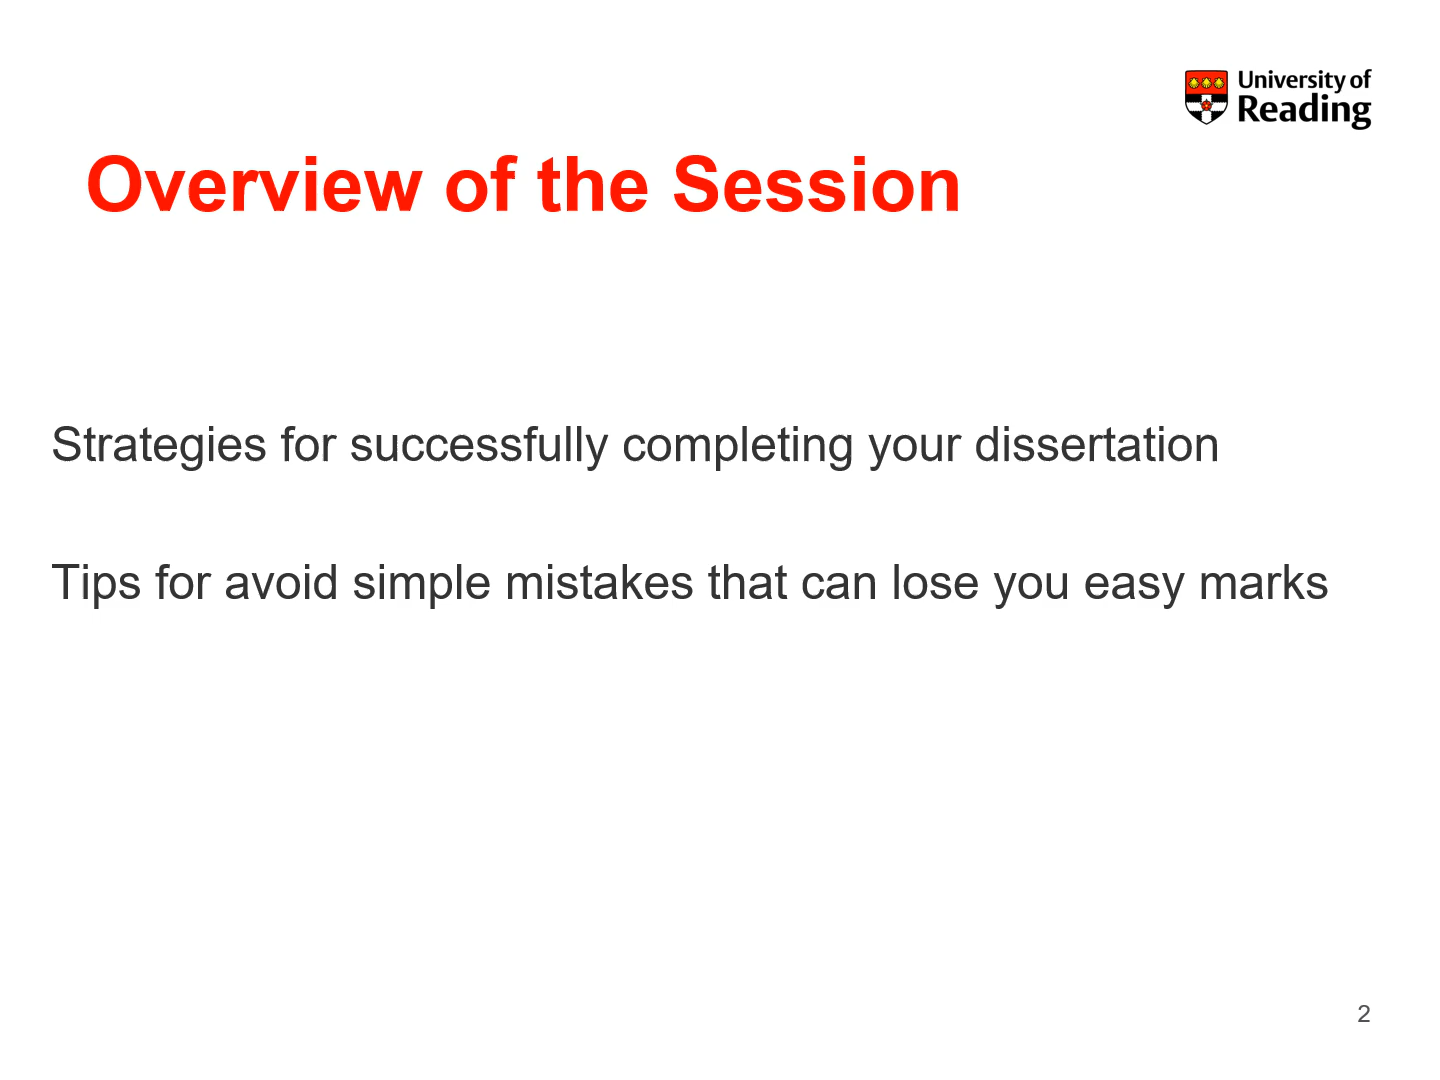 University of
Reading
Overview of the Session
Strategies for successfully completing your dissertation
Tips for avoid simple mistakes that can lose you easy marks
2